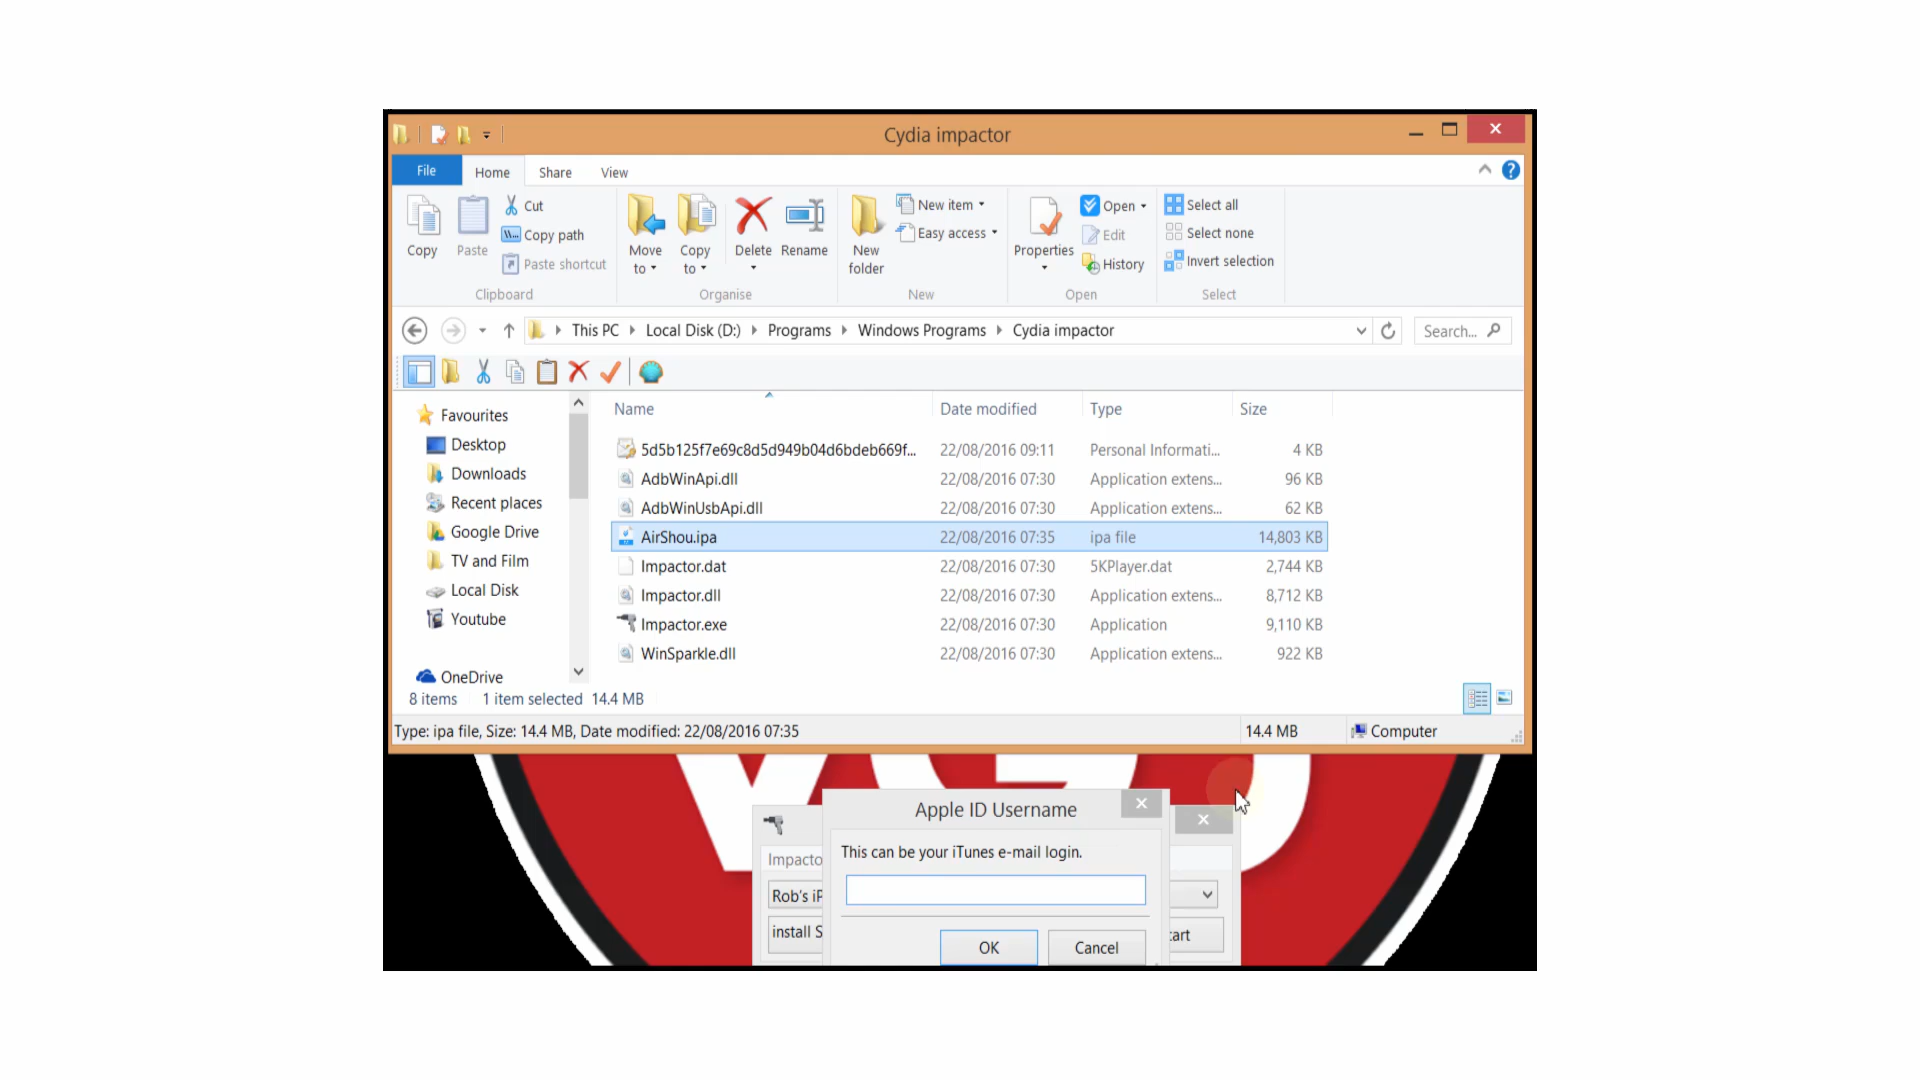 Cydia impactor
File Home Share View
Copy
Paste
Cut
Copy path
Paste shortcut
Clipboard
Move to
Copy to
Delete
Rename
Organise
New folder
New item
Easy access
New
Properties
Open
Edit
History
Open
Select all
Select none
Invert selection
Select
This PC Local Disk (D:) Programs Windows Programs Cydia impactor
Search...
Favourites
Desktop
Downloads
Recent places
Google Drive
TV and Film
Local Disk
Youtube
OneDrive
Name Date modified Type Size
5d5b125f7e69c8d5d949b04d6bdeb669f... 22/08/2016 09:11 Personal Informati... 4 KB
AdbWinApi.dll 22/08/2016 07:30 Application extens... 96 KB
AdbWinUsbApi.dll 22/08/2016 07:30 Application extens... 62 KB
AirShou.ipa 22/08/2016 07:35 ipa file 14,803 KB
Impactor.dat 22/08/2016 07:30 5KPlayer.dat 2,744 KB
Impactor.dll 22/08/2016 07:30 Application extens... 8,712 KB
Impactor.exe 22/08/2016 07:30 Application 9,110 KB
WinSparkle.dll 22/08/2016 07:30 Application extens... 922 KB
8 items 1 item selected 14.4 MB
Type: ipa file, Size: 14.4 MB, Date modified: 22/08/2016 07:35 14.4 MB Computer
Apple ID Username
This can be your iTunes e-mail login.
OK Cancel
Impacto
Rob's iP
install S
tart